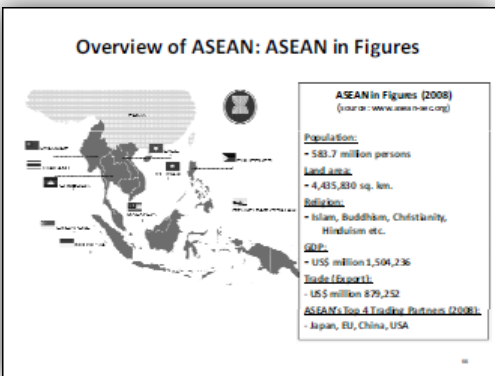 Overview of ASEAN: ASEAN in Figures
ASEAN in Figures (2008)
(source: www.asean-sec.org)
Population:
- 583.7 million persons
Land area:
- 4,435,830 sq. km.
Religion:
- Islam, Buddhism, Christianity,
Hinduism etc.
GDP:
- US$ million 1,504,236
Trade (Export):
- US$ million 879,252
ASEAN's Top 4 Trading Partners (2008):
- Japan, EU, China, USA